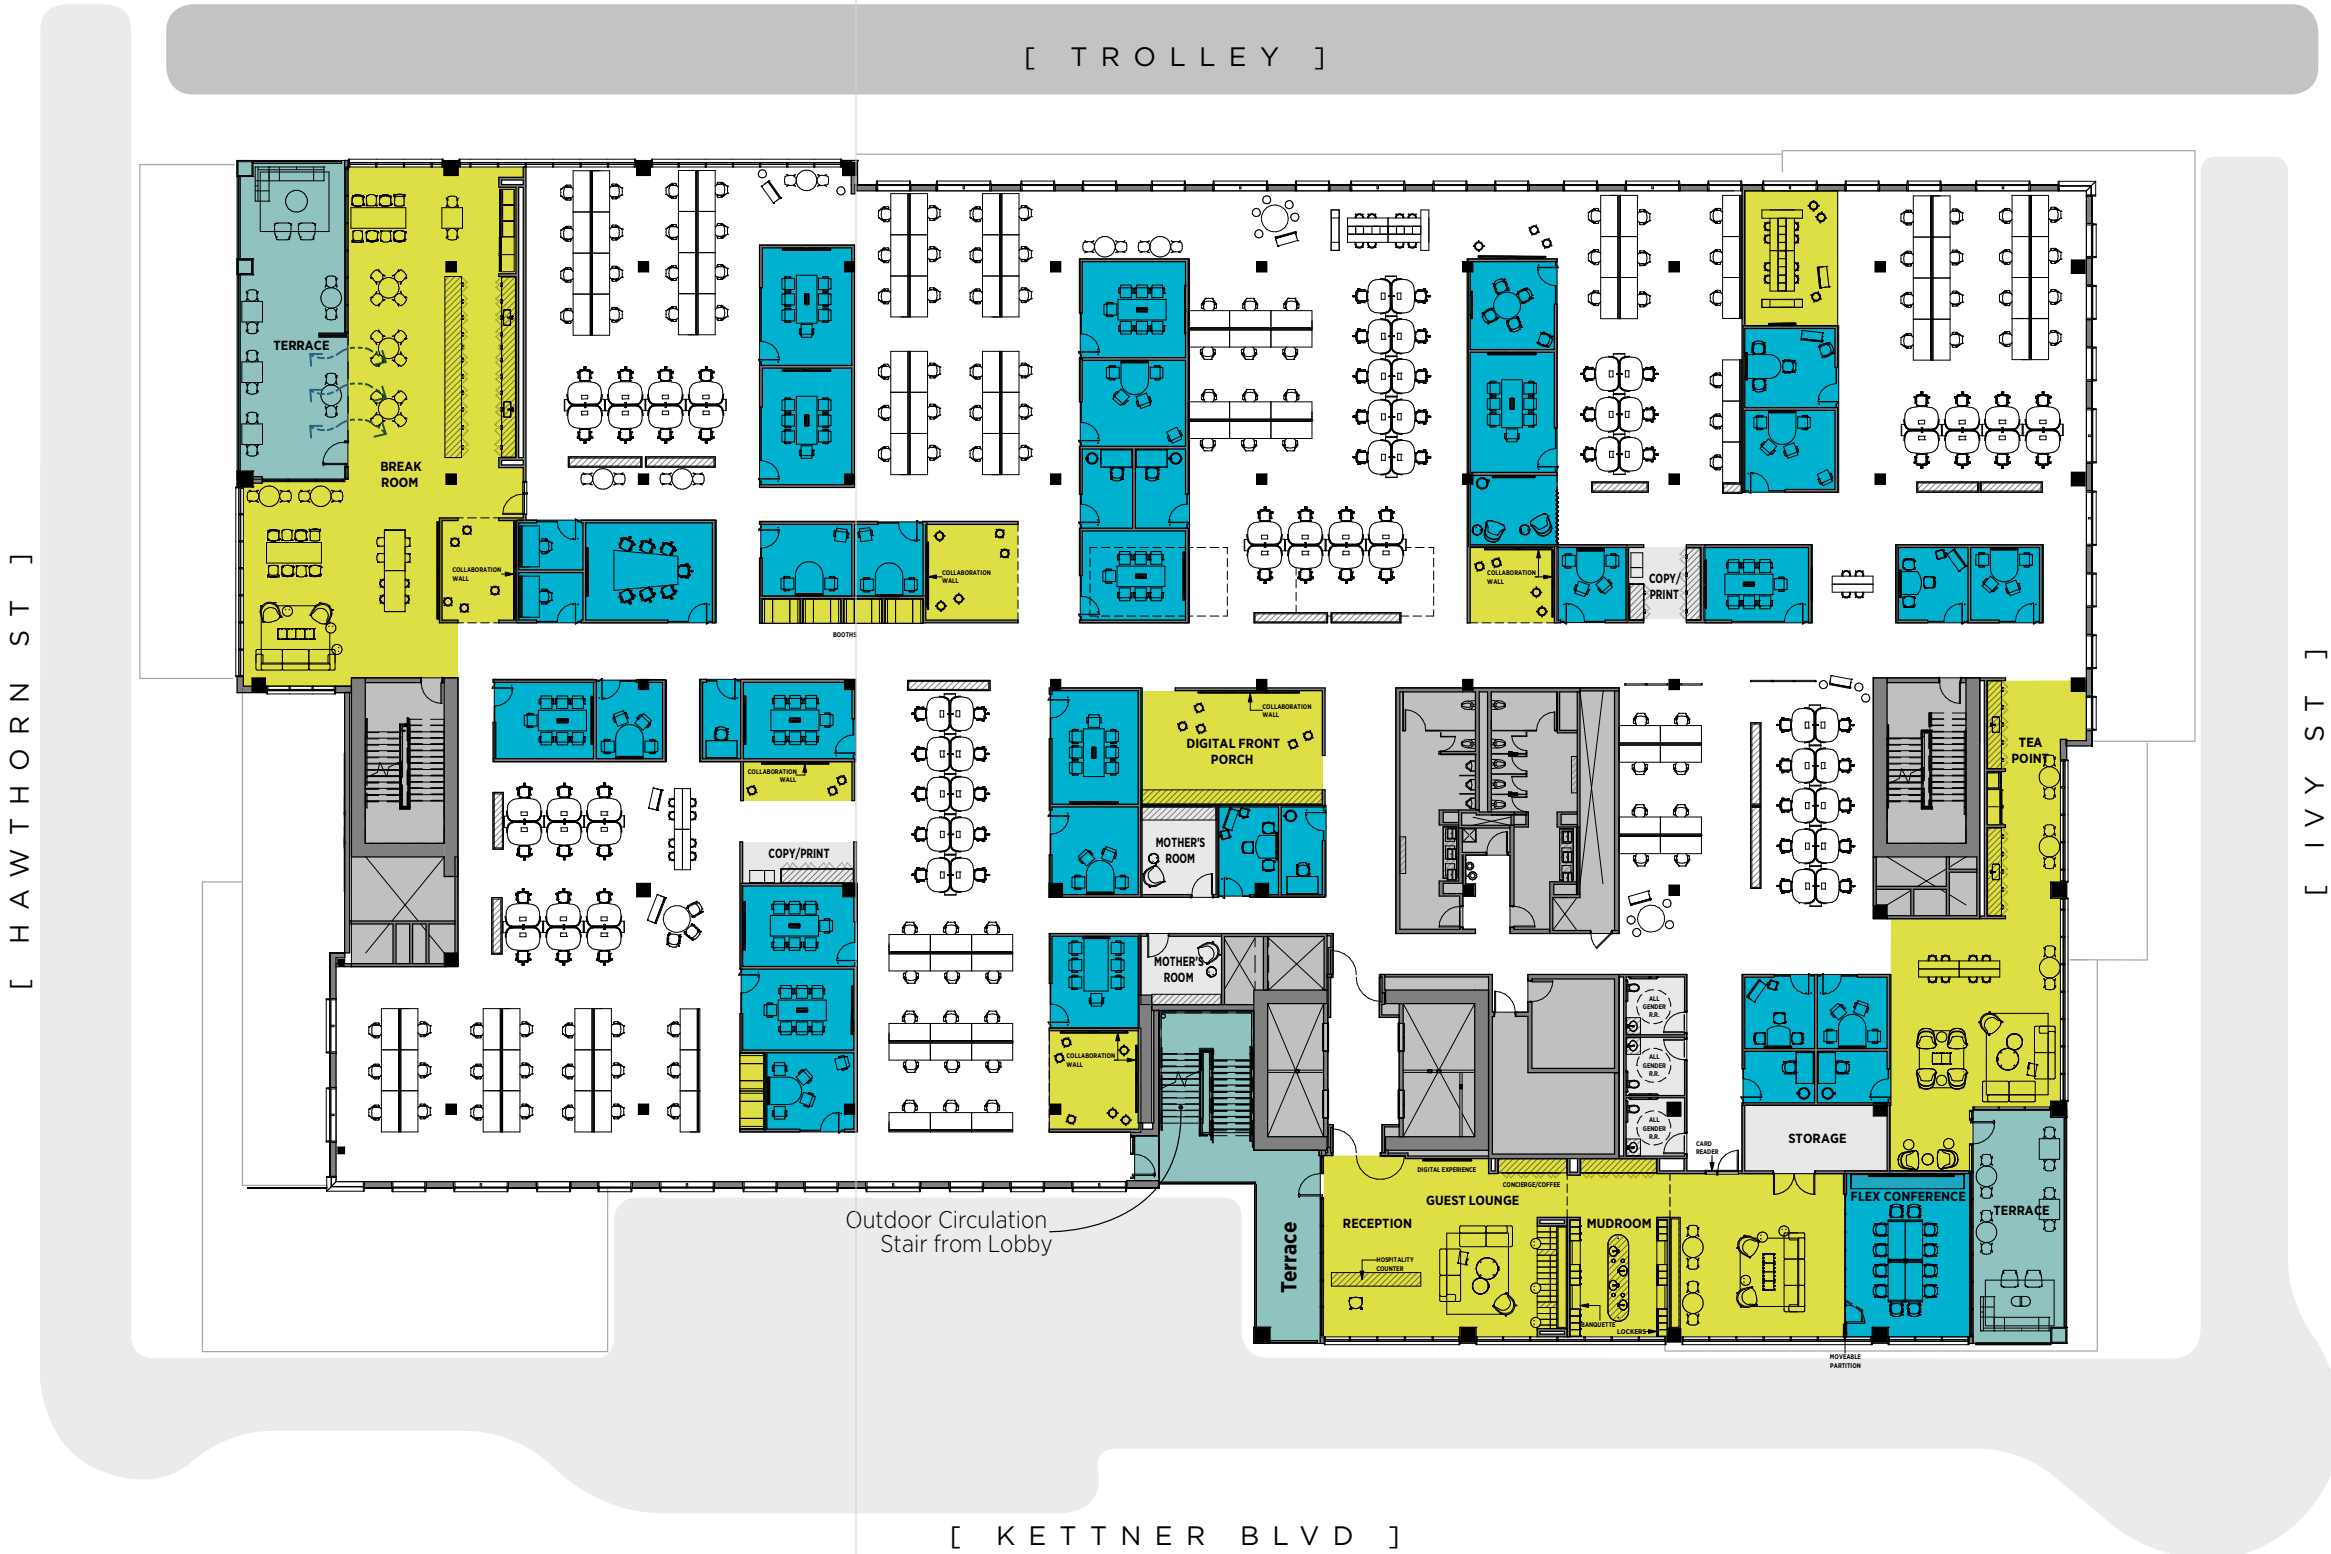 [ TROLLEY ]
[ HAWTHORN ST ]
[ IVY ST ]
TERRACE
BREAK
ROOM
COLLABORATION
WALL
COLLABORATION
WALL
BOOTHS
COLLABORATION
WALL
COPY/
PRINT
COLLABORATION
WALL
DIGITAL FRONT
PORCH
COLLABORATION
WALL
TEA
POINT
COPY/PRINT
MOTHER'S
ROOM
MOTHER'S
ROOM
COLLABORATION
WALL
ALL
GENDER
R.R.
ALL
GENDER
R.R.
ALL
GENDER
R.R.
CARD
READER
STORAGE
DIGITAL EXPERIENCE
CONCIERGE/COFFEE
GUEST LOUNGE
RECEPTION
HOSPITALITY
COUNTER
MUDROOM
BANQUETTE
LOCKERS
FLEX CONFERENCE
TERRACE
Terrace
Outdoor Circulation
Stair from Lobby
MOVEABLE
PARTITION
[ KETTNER BLVD ]